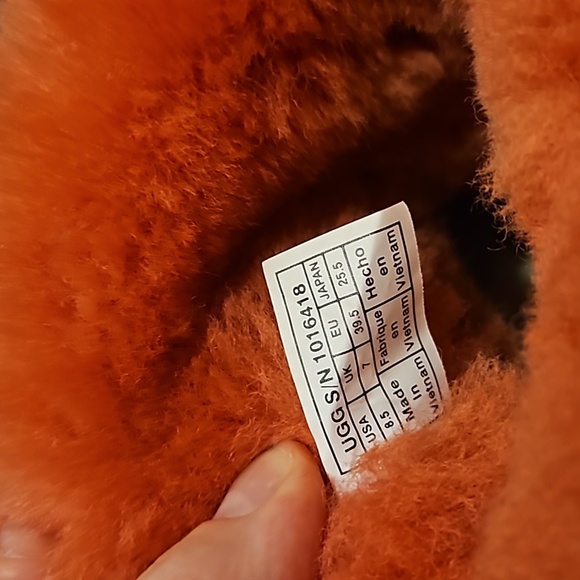 UGG S/N 1016418
USA UK EU JAPAN
8.5 7 39.5 25.5
Made In Vietnam
Fabrique en Vietnam
Hecho en Vietnam